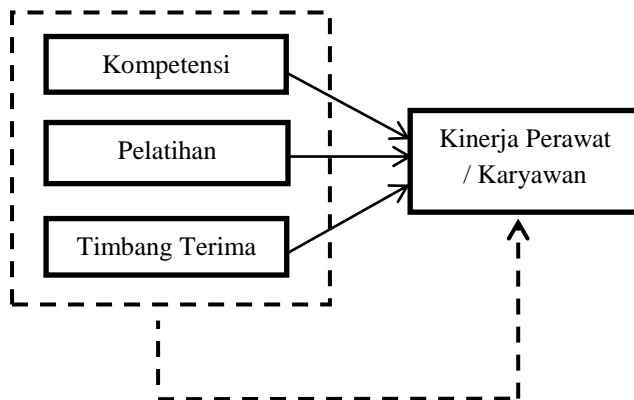 Kompetensi
Pelatihan
Timbang Terima
Kinerja Perawat
/ Karyawan